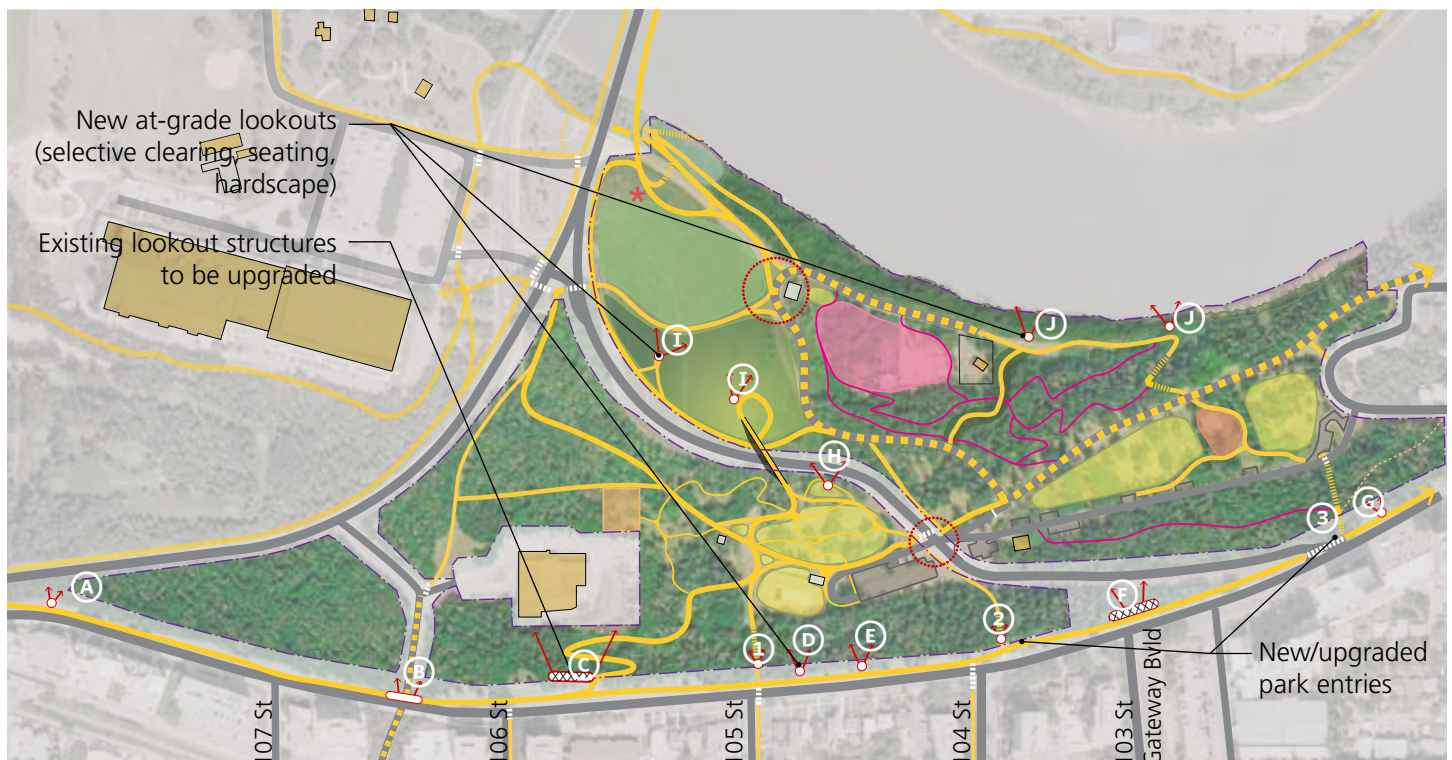 New at-grade lookouts
(selective clearing, seating,
hardscape)
Existing lookout structures
to be upgraded
*
J
J
I
I
H
3
G
A
F
2
1
D
E
C
B
New/upgraded
park entries
107 St
106 St
105 St
104 St
103 St
Gateway Bvld